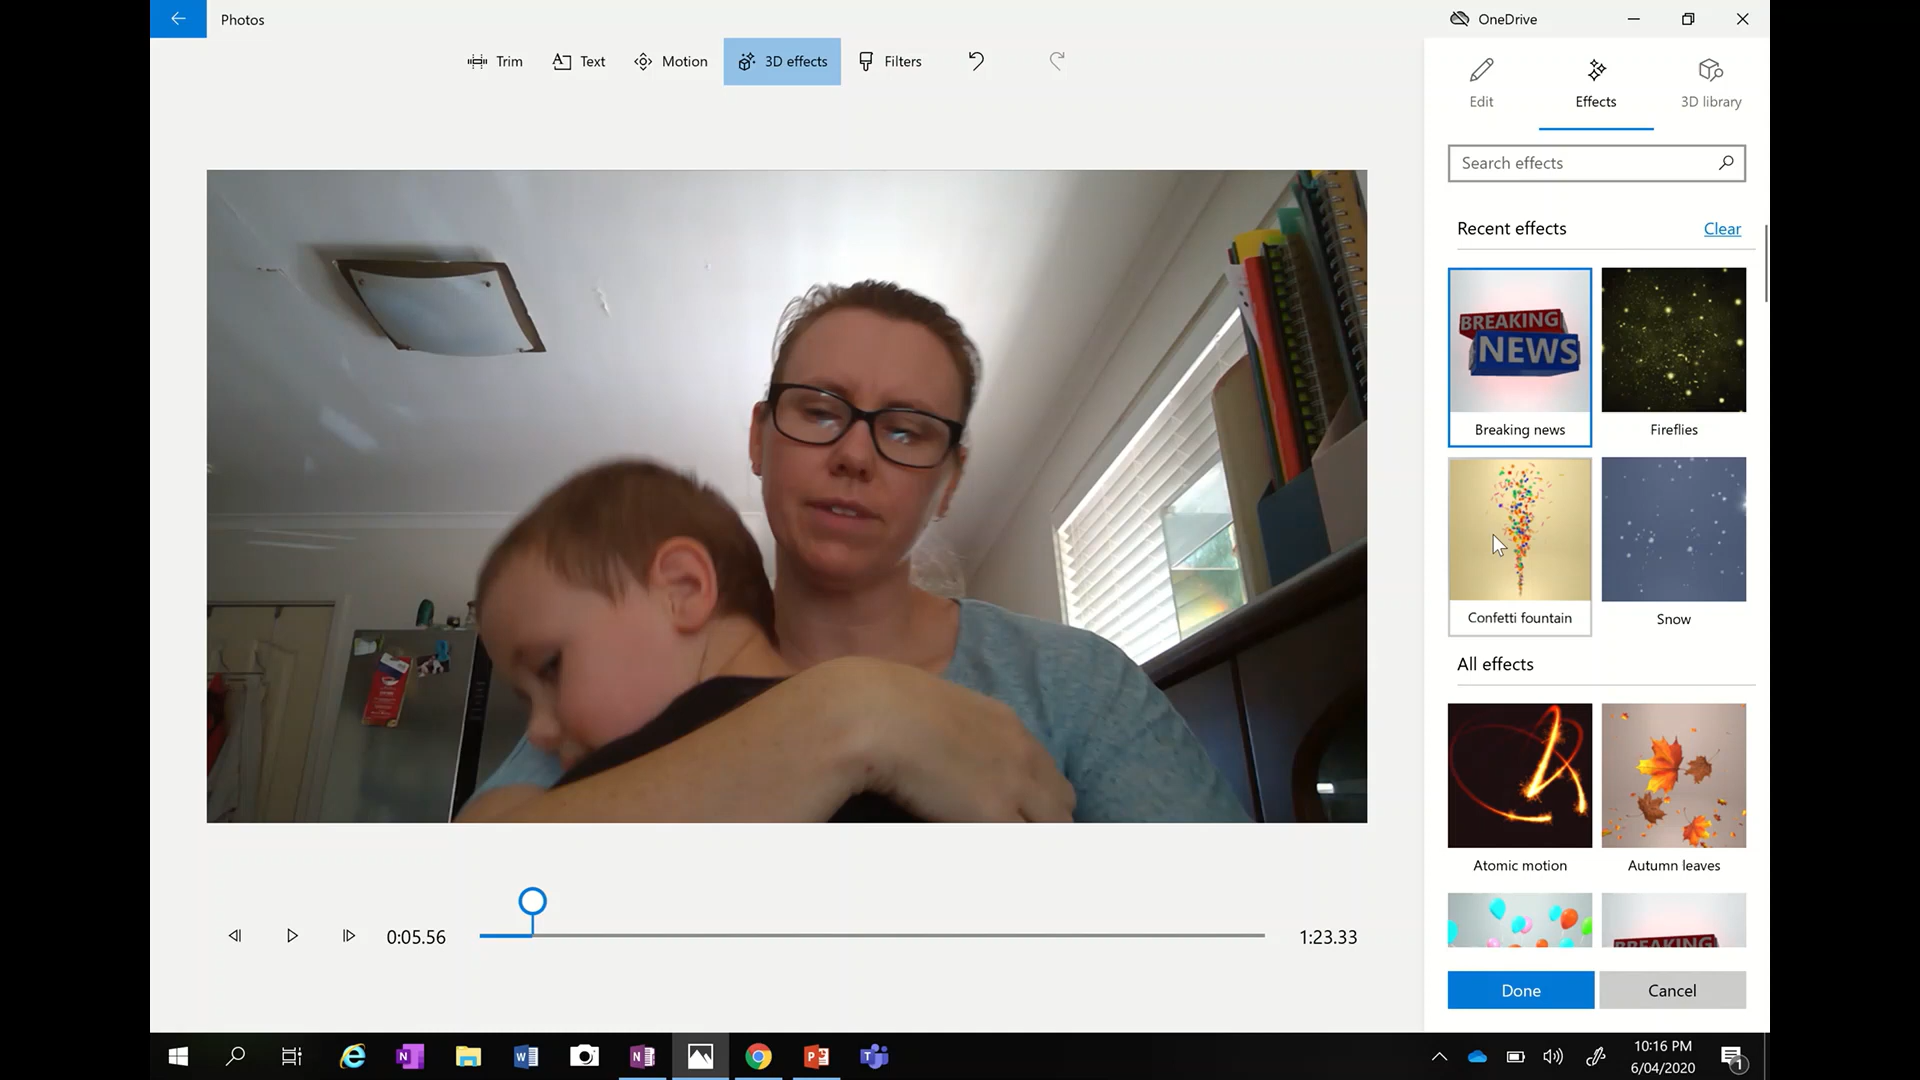 Photos
OneDrive
Trim
Text
Motion
3D effects
Filters
Edit
Effects
3D library
Search effects
Recent effects
Clear
BREAKING
NEWS
Breaking news
Fireflies
Confetti fountain
Snow
All effects
Atomic motion
Autumn leaves
BREAKING
0:05.56
1:23.33
Done
Cancel
10:16 PM
6/04/2020
1